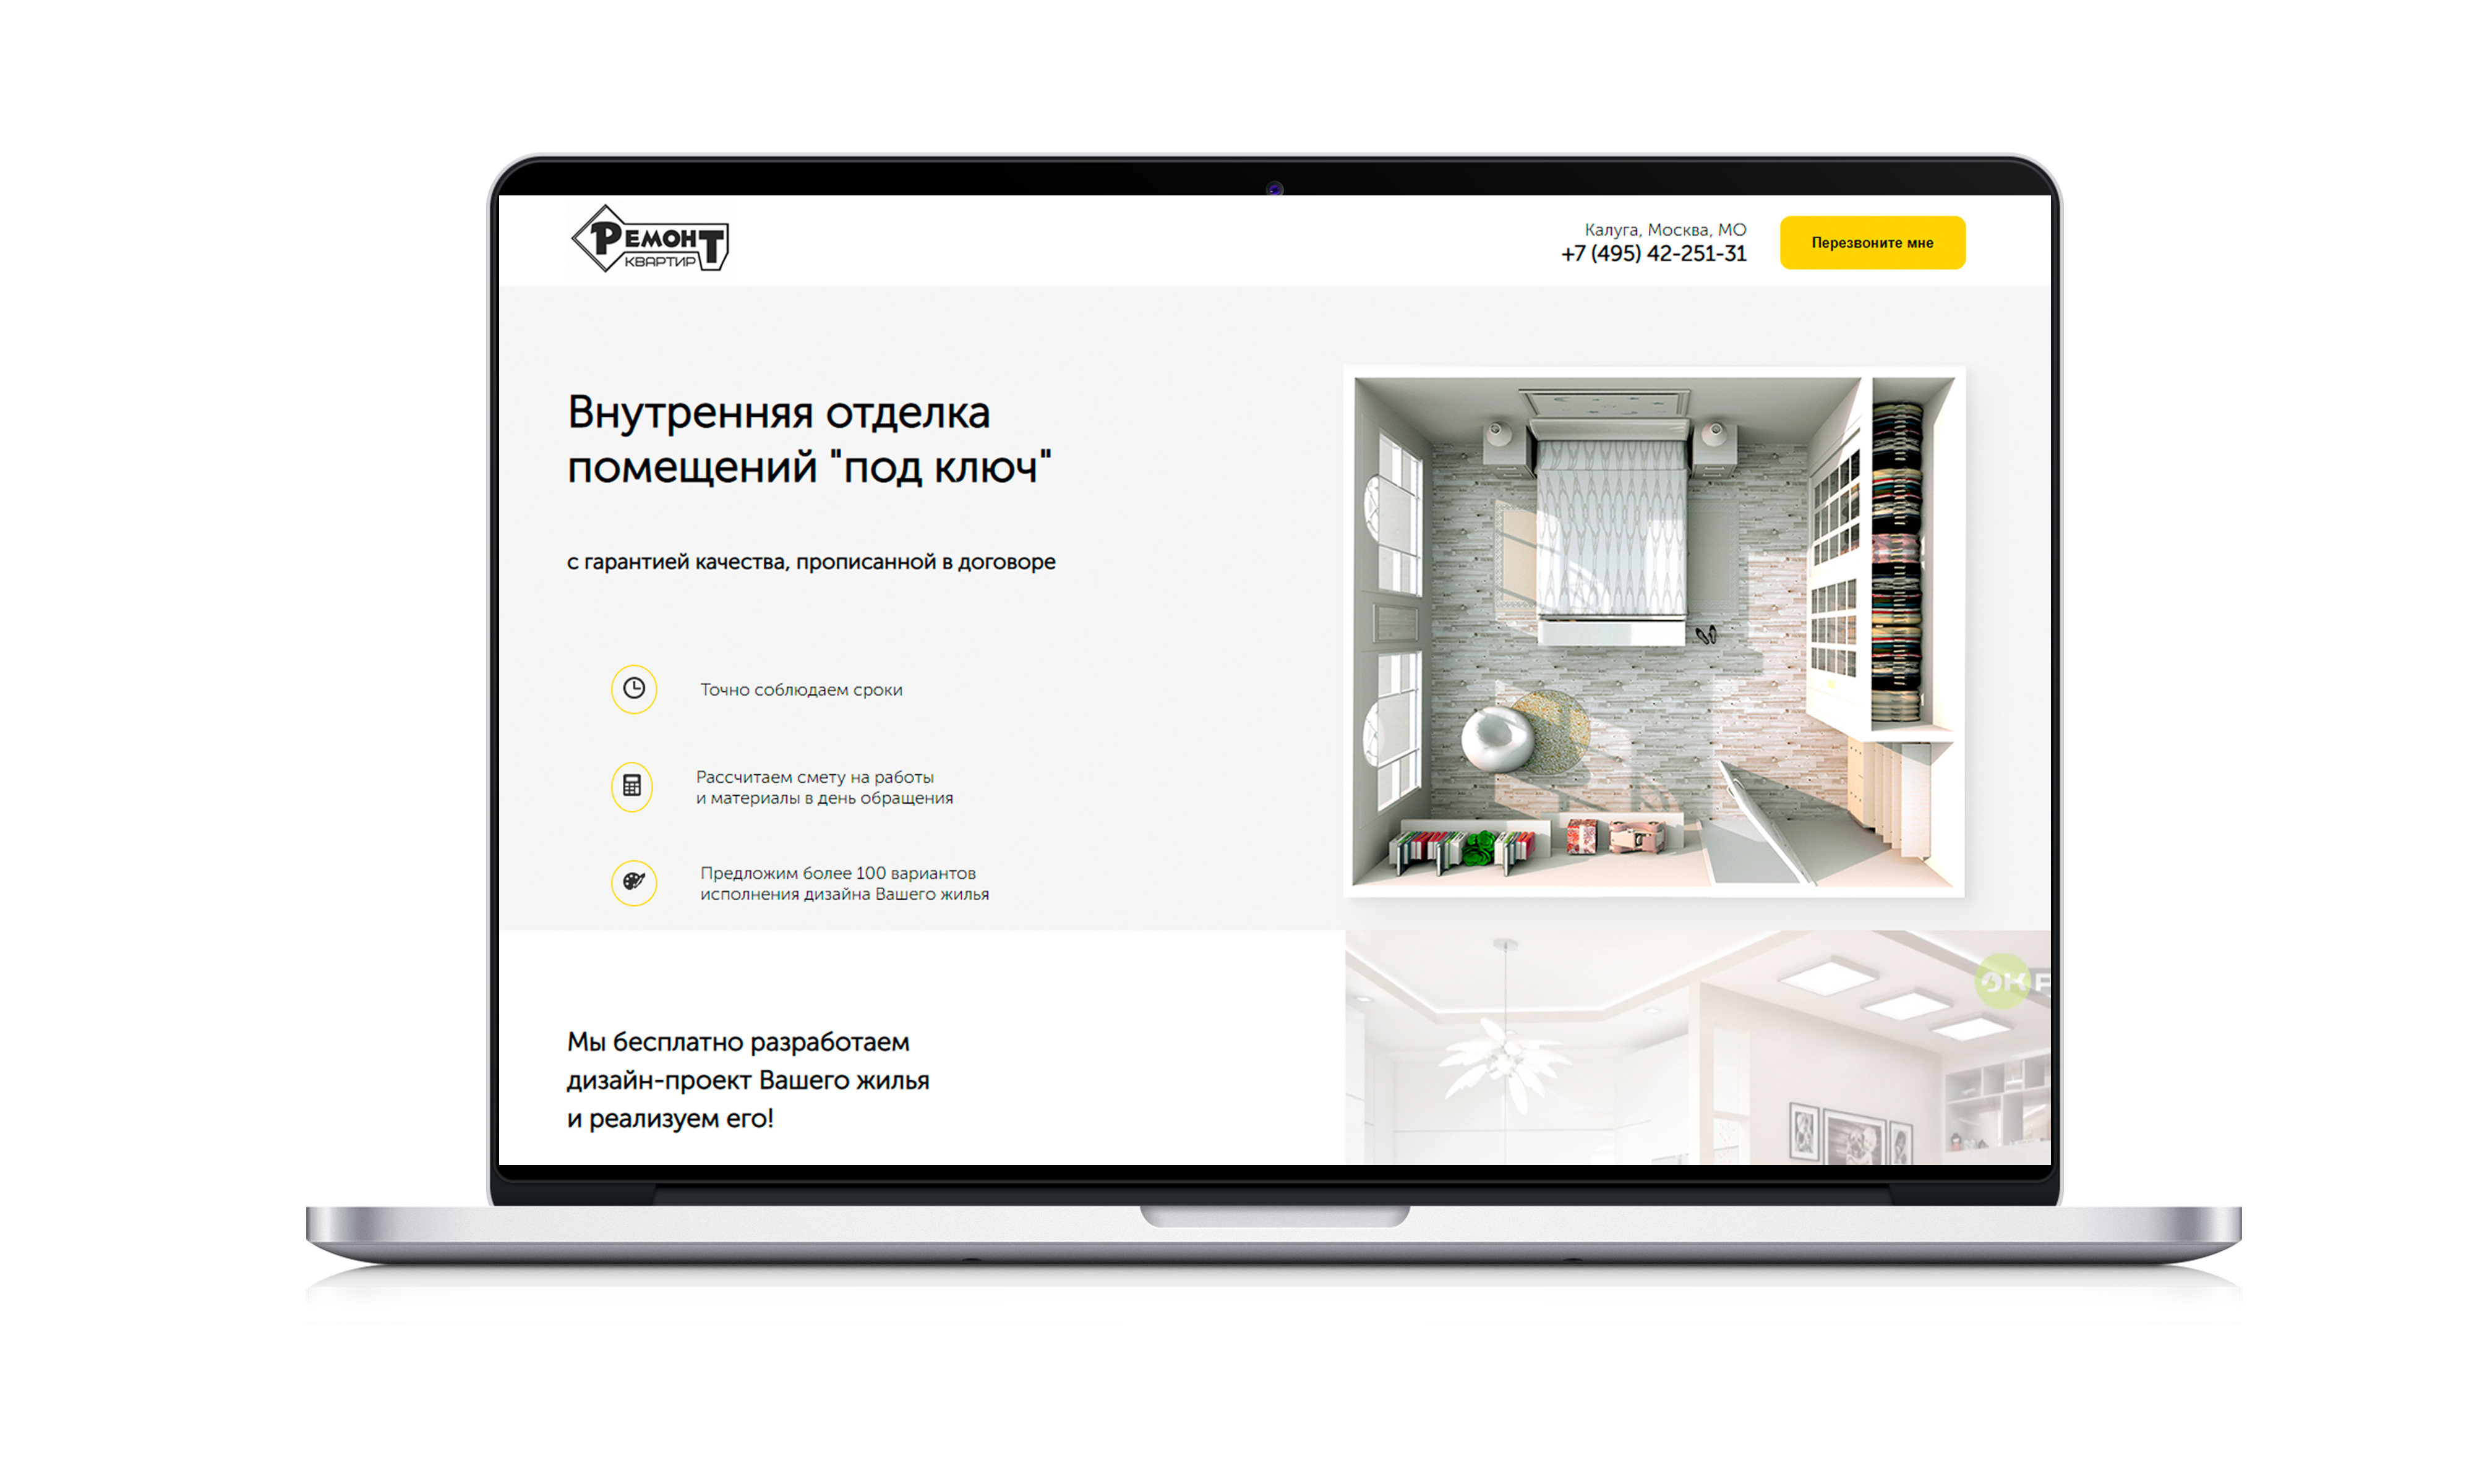 Ремонт
квартир
Калуга, Москва, МО
+7 (495) 42-251-31
Перезвоните мне
Внутренняя отделка
помещений "под ключ"
с гарантией качества, прописанной в договоре
Точно соблюдаем сроки
Рассчитаем смету на работы
и материалы в день обращения
Предложим более 100 вариантов
исполнения дизайна Вашего жилья
Мы бесплатно разработаем
дизайн-проект Вашего жилья
и реализуем его!